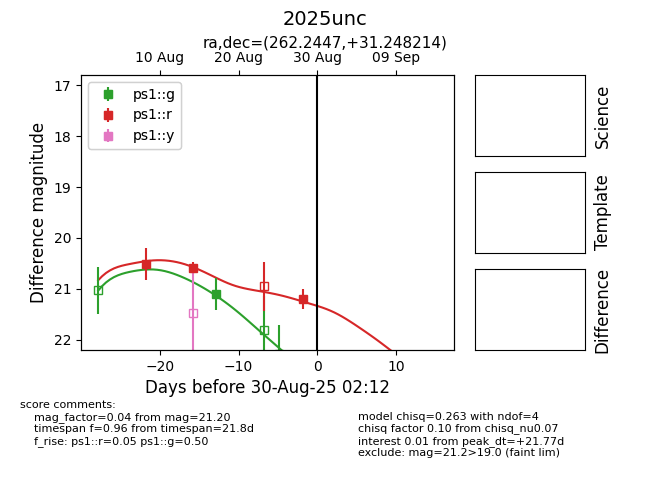 2025unc
ra,dec=(262.2447,+31.248214)
10 Aug 20 Aug 30 Aug 09 Sep
17
18
19
20
21
22
Difference magnitude
ps1::g
ps1::r
ps1::y
−20 −10 0 10
Days before 30-Aug-25 02:12
Science
Template
Difference
score comments:
mag_factor=0.04 from mag=21.20
timespan f=0.96 from timespan=21.8d
f_rise: ps1::r=0.05 ps1::g=0.50
model chisq=0.263 with ndof=4
chisq factor 0.10 from chisq_nu0.07
interest 0.01 from peak_dt=+21.77d
exclude: mag=21.2>19.0 (faint lim)